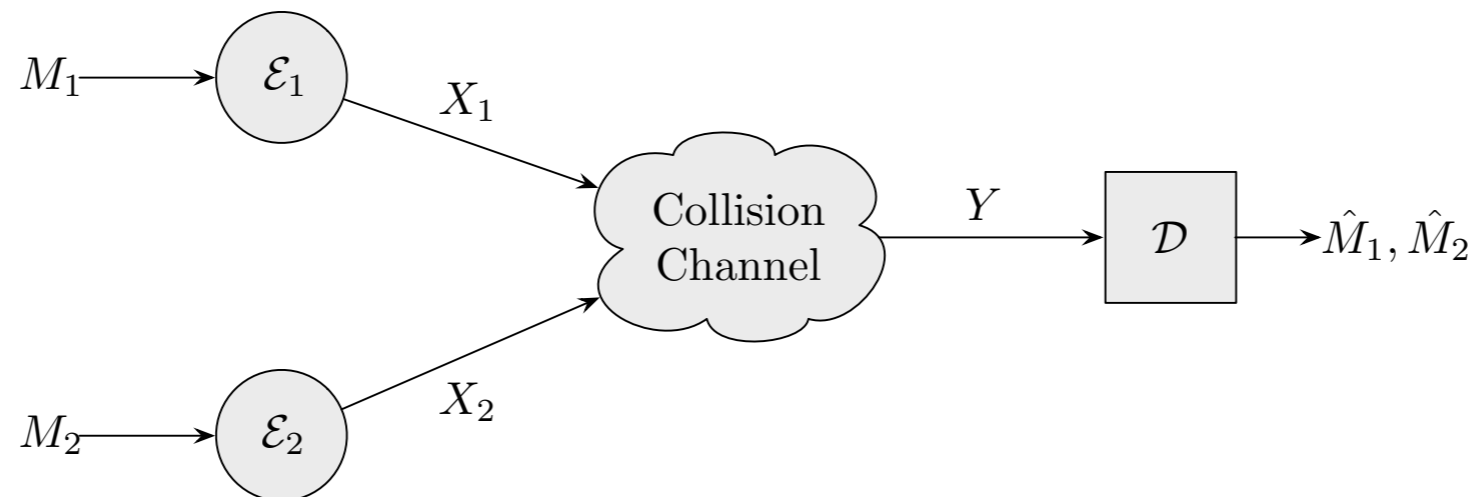 M₁
ℰ₁
X₁
Collision
Channel
Y
𝒟
M̂₁, M̂₂
M₂
ℰ₂
X₂